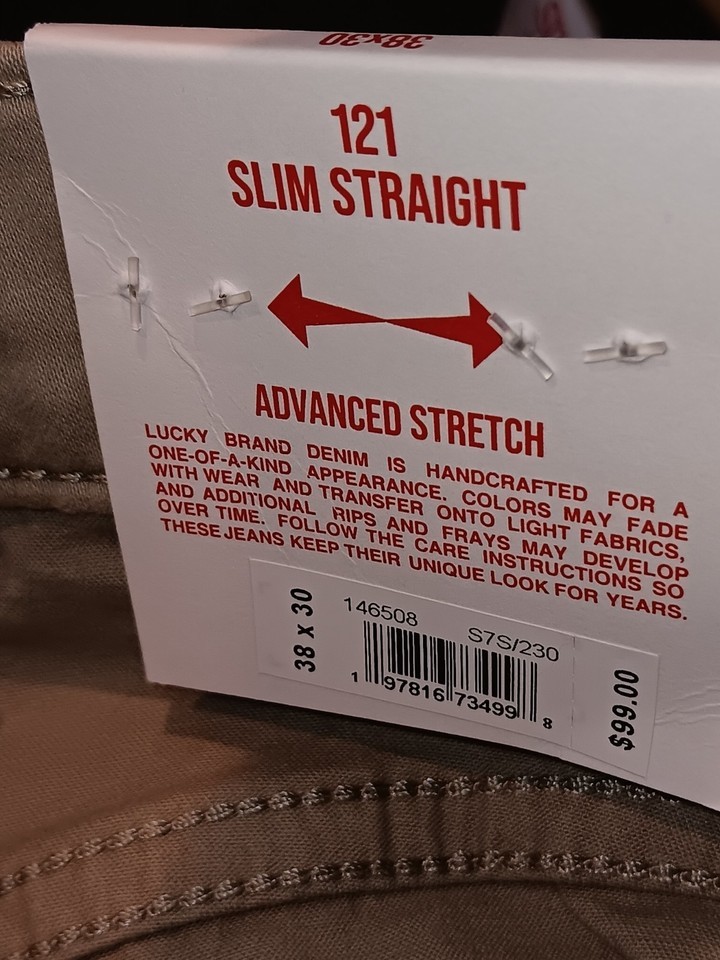 38x30
121
SLIM STRAIGHT
ADVANCED STRETCH
LUCKY BRAND DENIM IS HANDCRAFTED FOR A
ONE-OF-A-KIND APPEARANCE. COLORS MAY FADE
WITH WEAR AND TRANSFER ONTO LIGHT FABRICS,
AND ADDITIONAL RIPS AND FRAYS MAY DEVELOP
OVER TIME. FOLLOW THE CARE INSTRUCTIONS SO
THESE JEANS KEEP THEIR UNIQUE LOOK FOR YEARS.
38 x 30
146508 S7S/230
1 97816 73499 8
$99.00